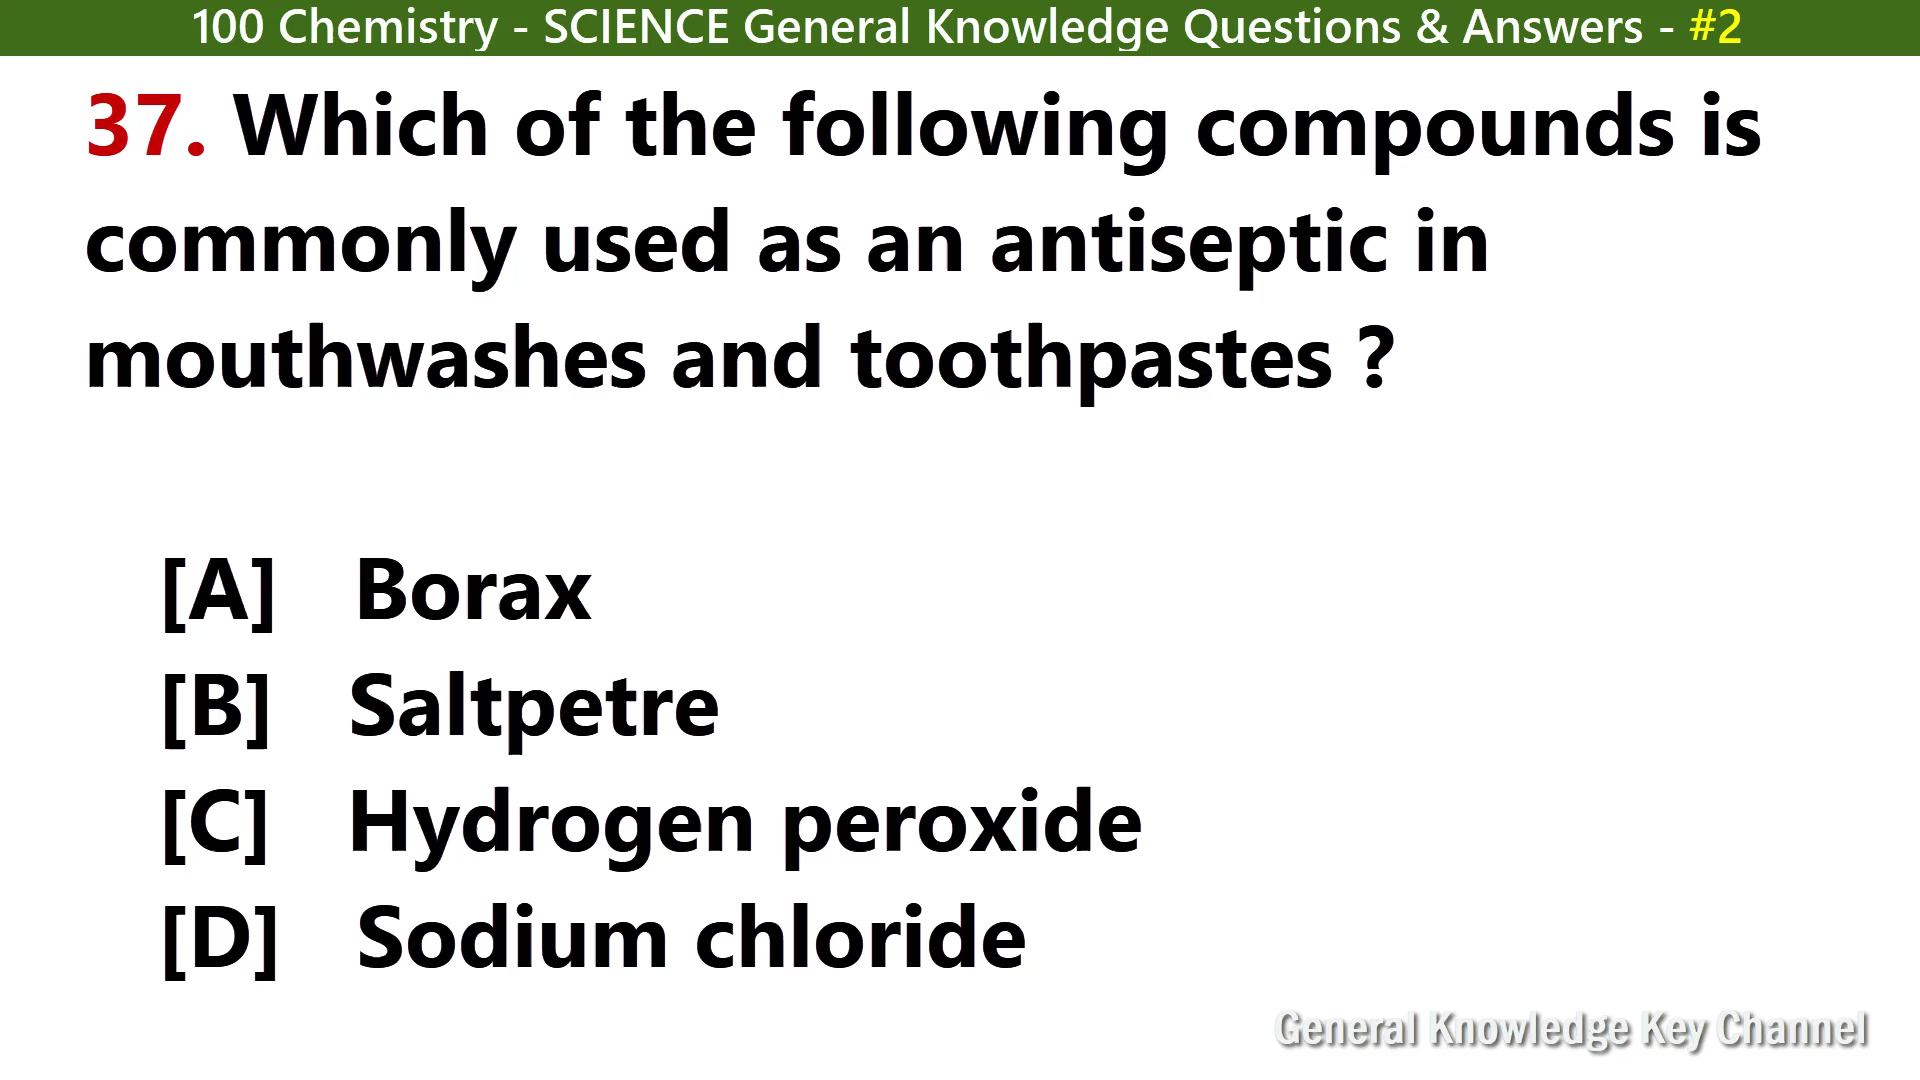 100 Chemistry - SCIENCE General Knowledge Questions & Answers - #2
37. Which of the following compounds is
commonly used as an antiseptic in
mouthwashes and toothpastes ?
[A] Borax
[B] Saltpetre
[C] Hydrogen peroxide
[D] Sodium chloride
General Knowledge Key Channel